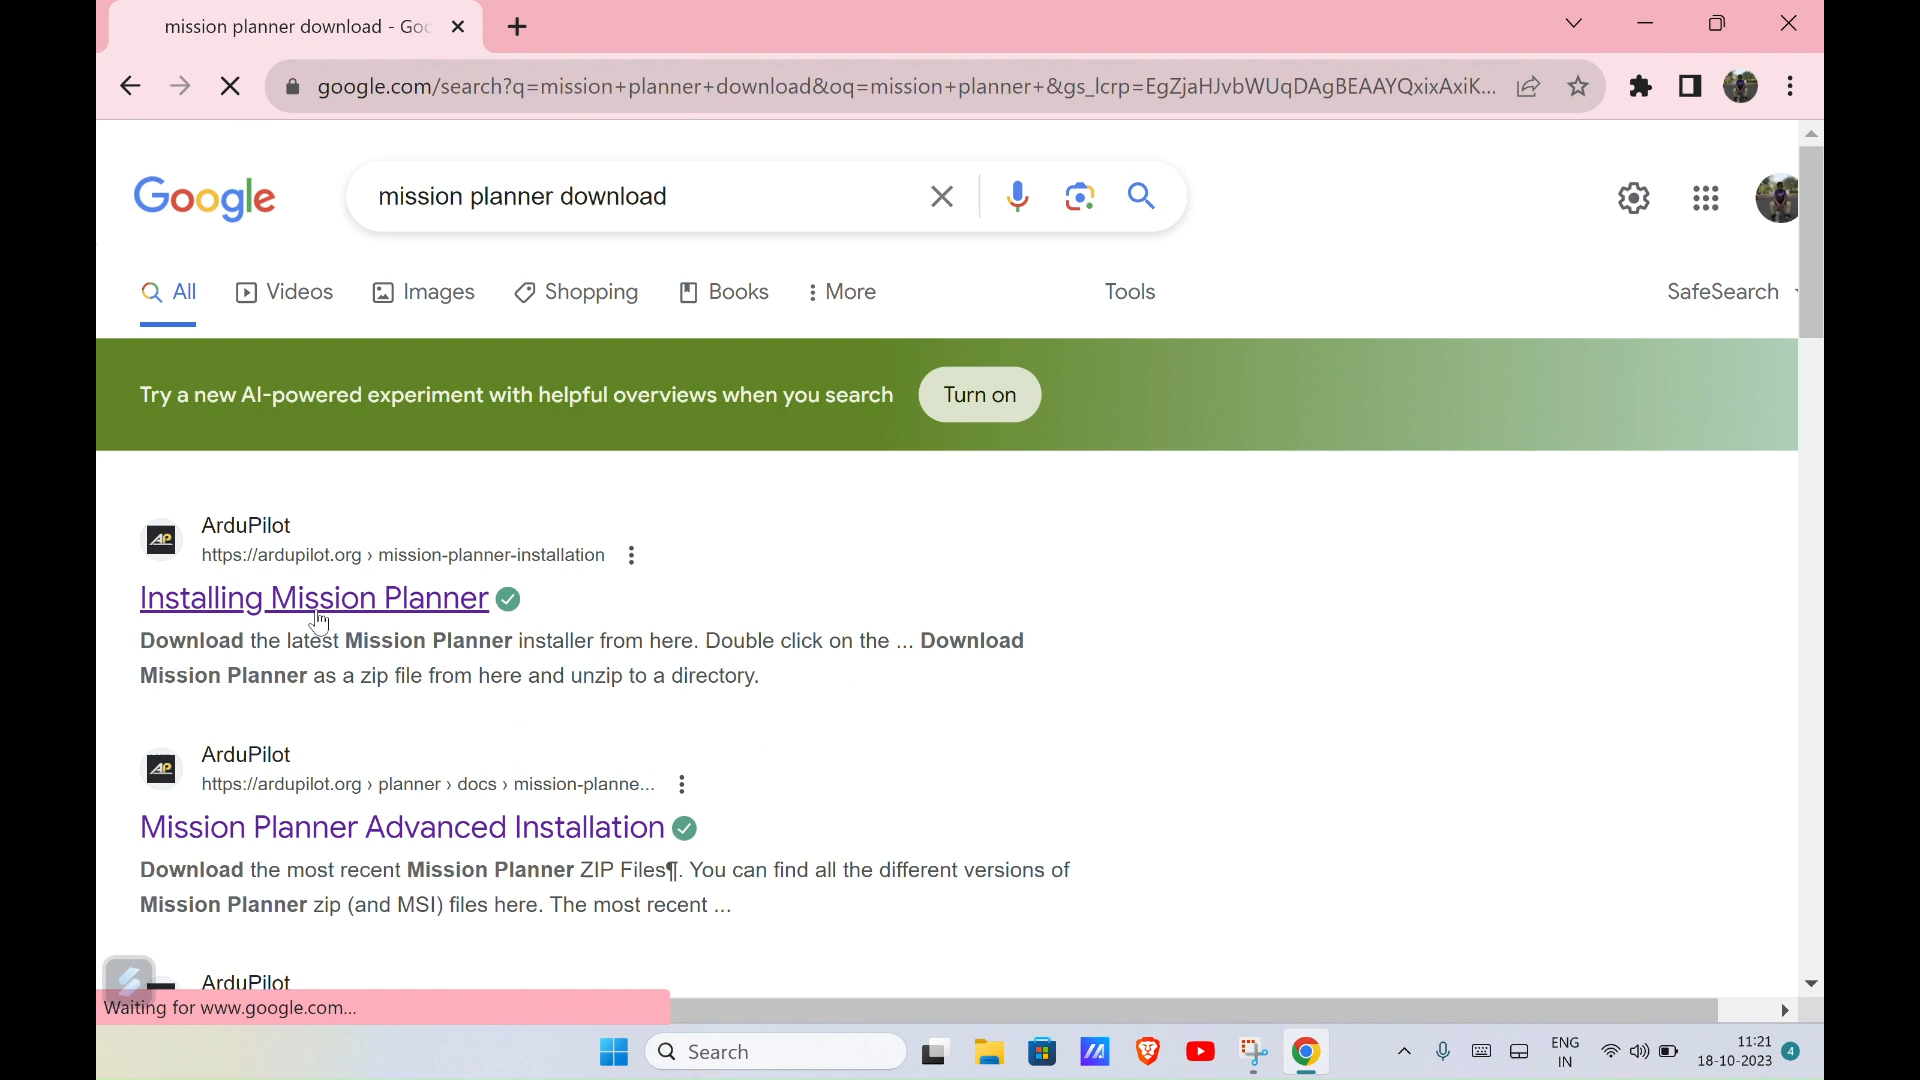 mission planner download - Goo
google.com/search?q=mission+planner+download&oq=mission+planner+&gs_lcrp=EgZjaHJvbWUqDAgBEAAYQxixAxiK...
Google
mission planner download
All
Videos
Images
Shopping
Books
More
Tools
SafeSearch
Try a new AI-powered experiment with helpful overviews when you search
Turn on
ArduPilot
https://ardupilot.org › mission-planner-installation
Installing Mission Planner
Download the latest Mission Planner installer from here. Double click on the ... Download
Mission Planner as a zip file from here and unzip to a directory.
ArduPilot
https://ardupilot.org › planner › docs › mission-planne...
Mission Planner Advanced Installation
Download the most recent Mission Planner ZIP Files¶. You can find all the different versions of
Mission Planner zip (and MSI) files here. The most recent ...
ArduPilot
Waiting for www.google.com...
Search
ENG
IN
11:21
18-10-2023
4